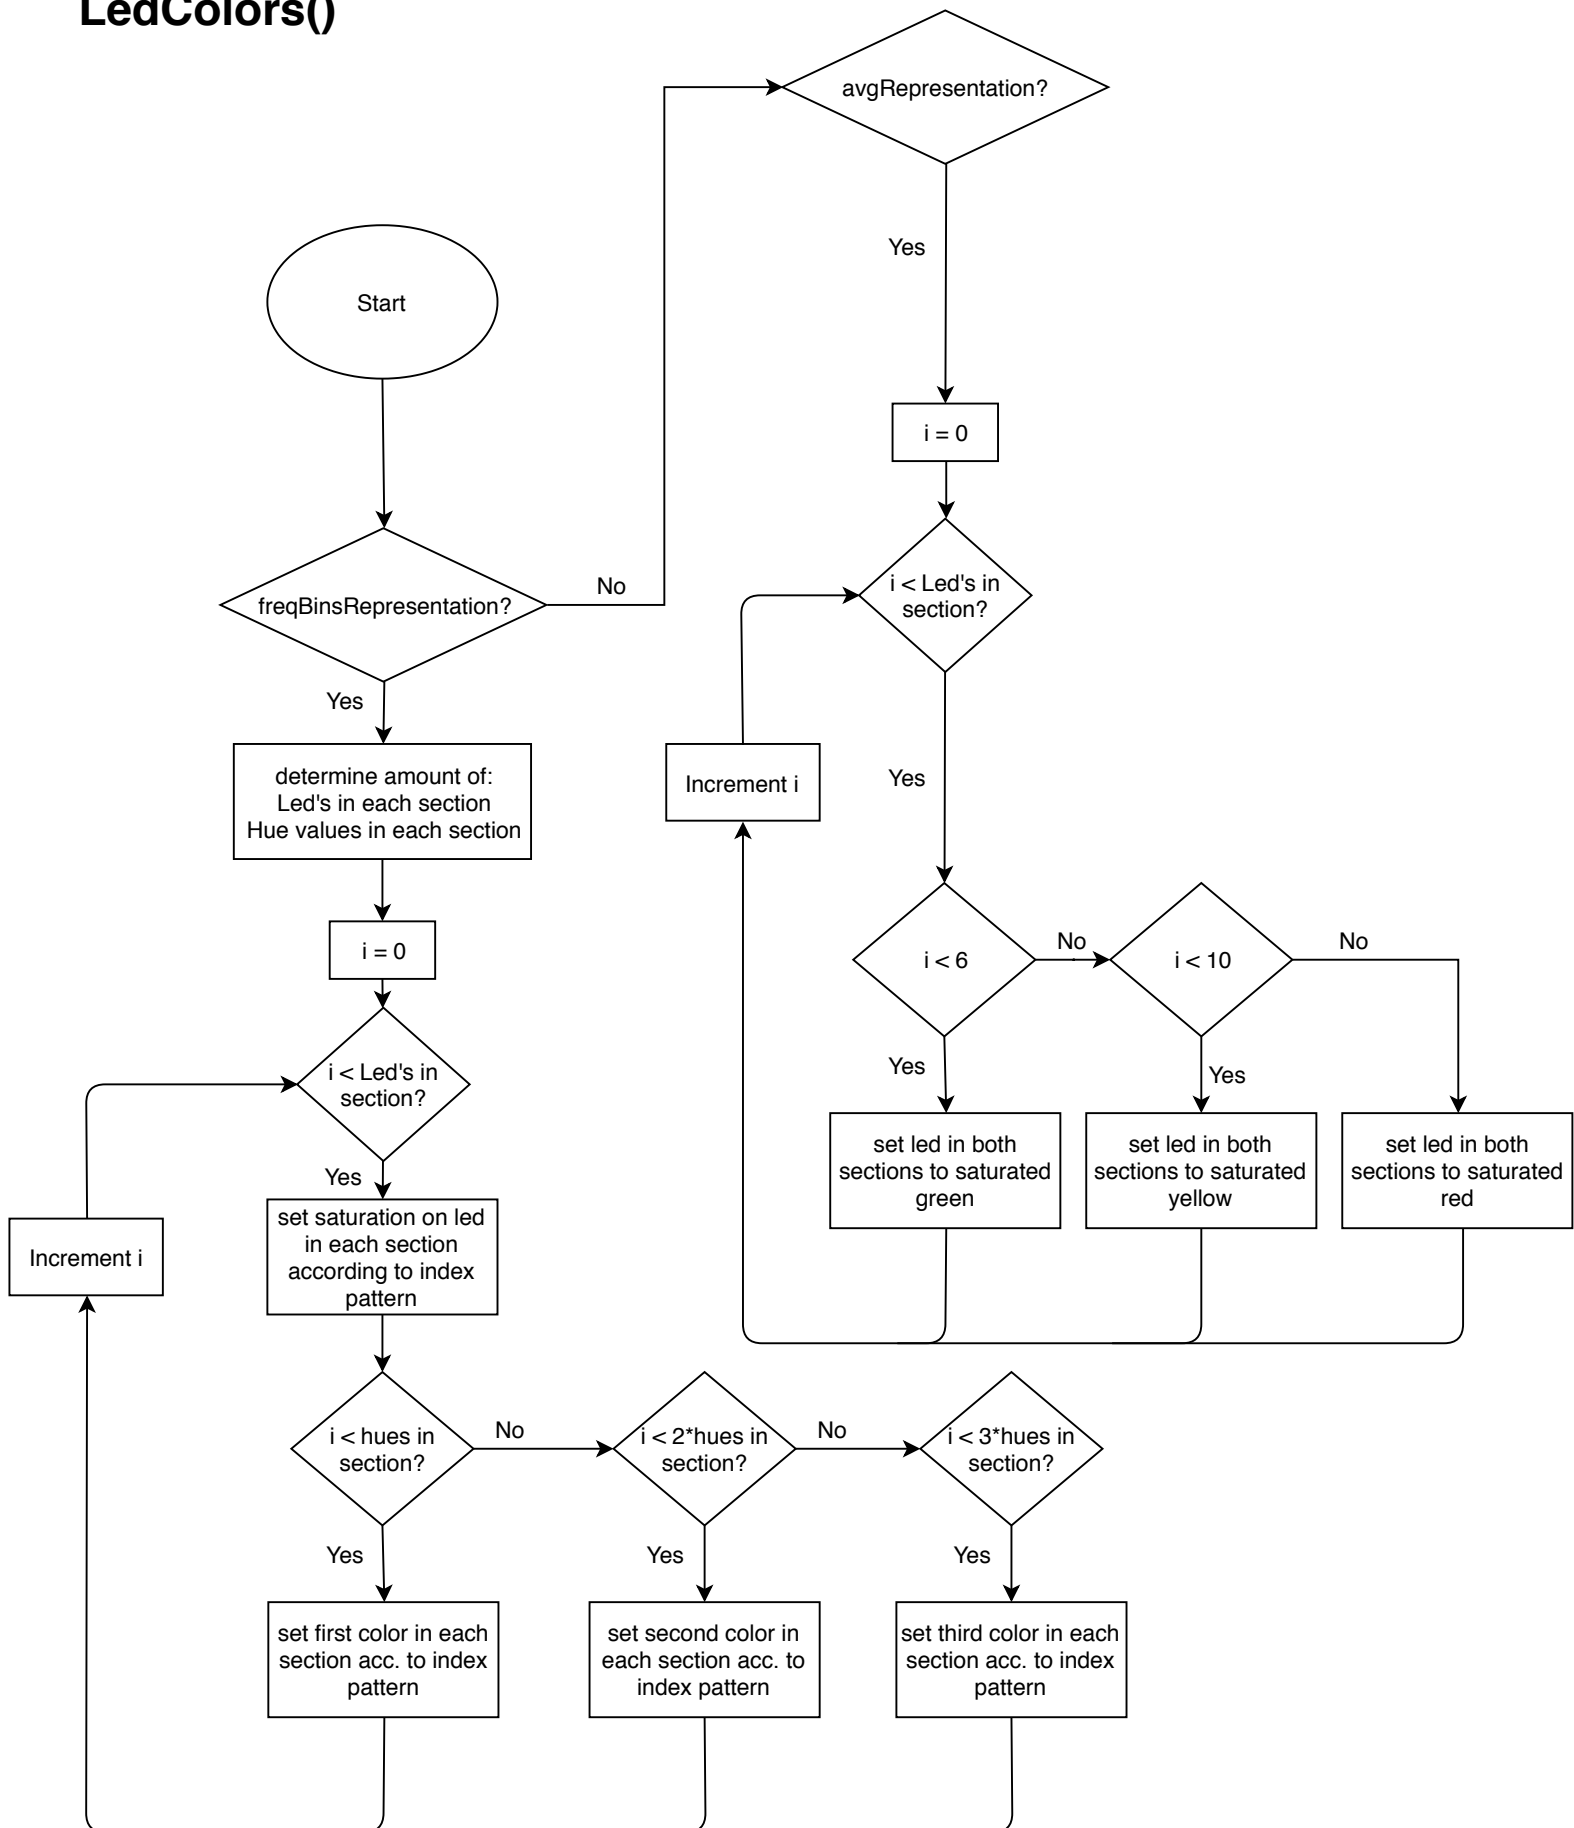 LedColors()
avgRepresentation?
Yes
Start
i = 0
freqBinsRepresentation?
No
i < Led's in
section?
Yes
determine amount of:
Led's in each section
Hue values in each section
Increment i
Yes
i = 0
i < 6
No
i < 10
No
i < Led's in
section?
Yes
Yes
set led in both
sections to saturated
green
set led in both
sections to saturated
yellow
set led in both
sections to saturated
red
Yes
Increment i
set saturation on led
in each section
according to index
pattern
i < hues in
section?
No
i < 2*hues in
section?
No
i < 3*hues in
section?
Yes
Yes
Yes
set first color in each
section acc. to index
pattern
set second color in
each section acc. to
index pattern
set third color in each
section acc. to index
pattern